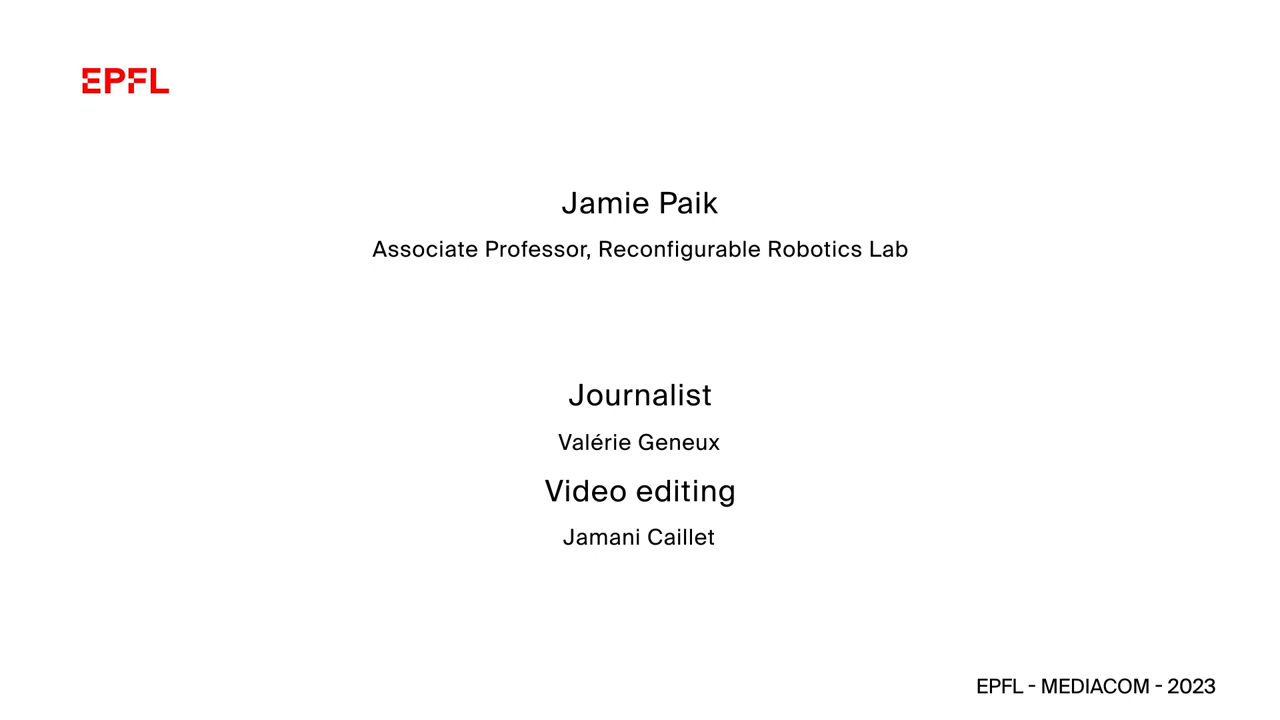 EPFL
Jamie Paik
Associate Professor, Reconfigurable Robotics Lab
Journalist
Valérie Geneux
Video editing
Jamani Caillet
EPFL - MEDIACOM - 2023